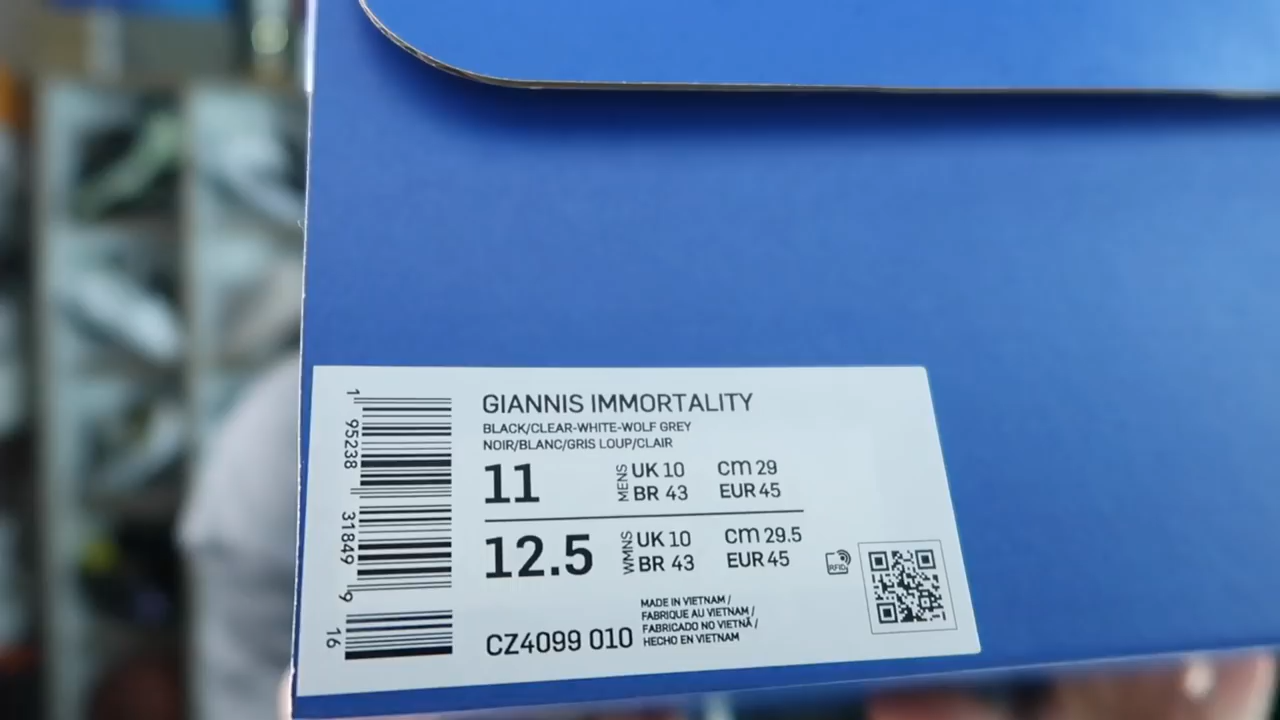 GIANNIS IMMORTALITY
BLACK/CLEAR-WHITE-WOLF GREY
NOIR/BLANC/GRIS LOUP/CLAIR
11 MENS UK 10 CM 29
BR 43 EUR 45
12.5 WMNS UK 10 CM 29.5
BR 43 EUR 45
RFID
CZ4099 010
MADE IN VIETNAM /
FABRIQUE AU VIETNAM /
FABRICADO NO VIETNÃ /
HECHO EN VIETNAM
1 95238 31849 9 16